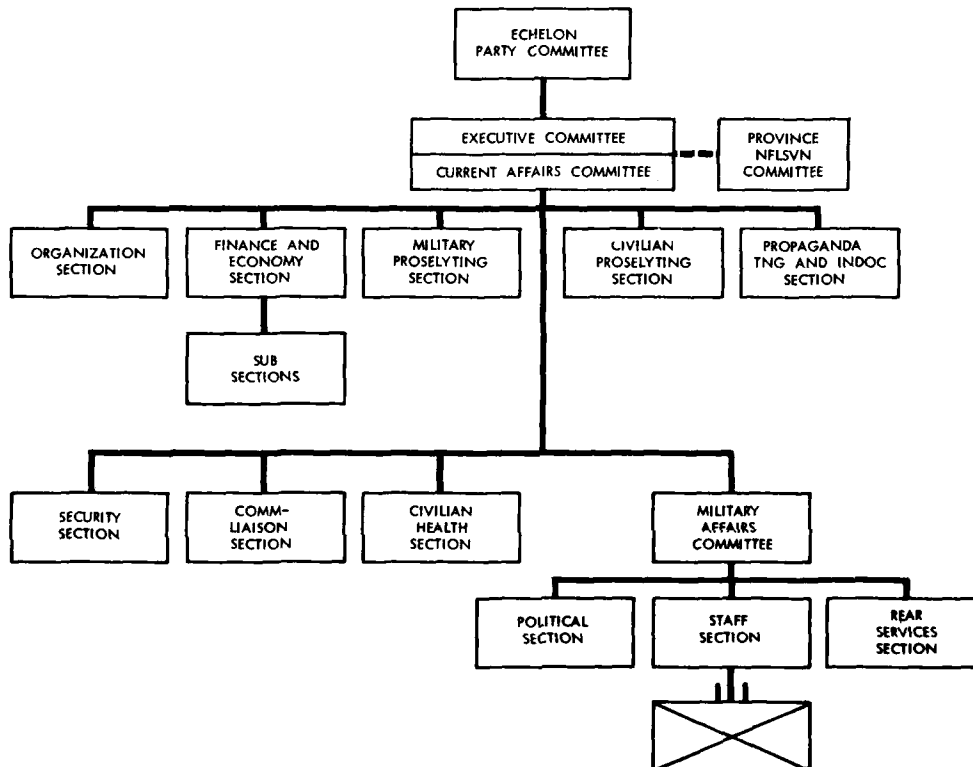 ECHELON
PARTY COMMITTEE
EXECUTIVE COMMITTEE
CURRENT AFFAIRS COMMITTEE
PROVINCE
NFLSVN
COMMITTEE
ORGANIZATION
SECTION
FINANCE AND
ECONOMY
SECTION
MILITARY
PROSELYTING
SECTION
CIVILIAN
PROSELYTING
SECTION
PROPAGANDA
TNG AND INDOC
SECTION
SUB
SECTIONS
SECURITY
SECTION
COMM-
LIAISON
SECTION
CIVILIAN
HEALTH
SECTION
MILITARY
AFFAIRS
COMMITTEE
POLITICAL
SECTION
STAFF
SECTION
REAR
SERVICES
SECTION